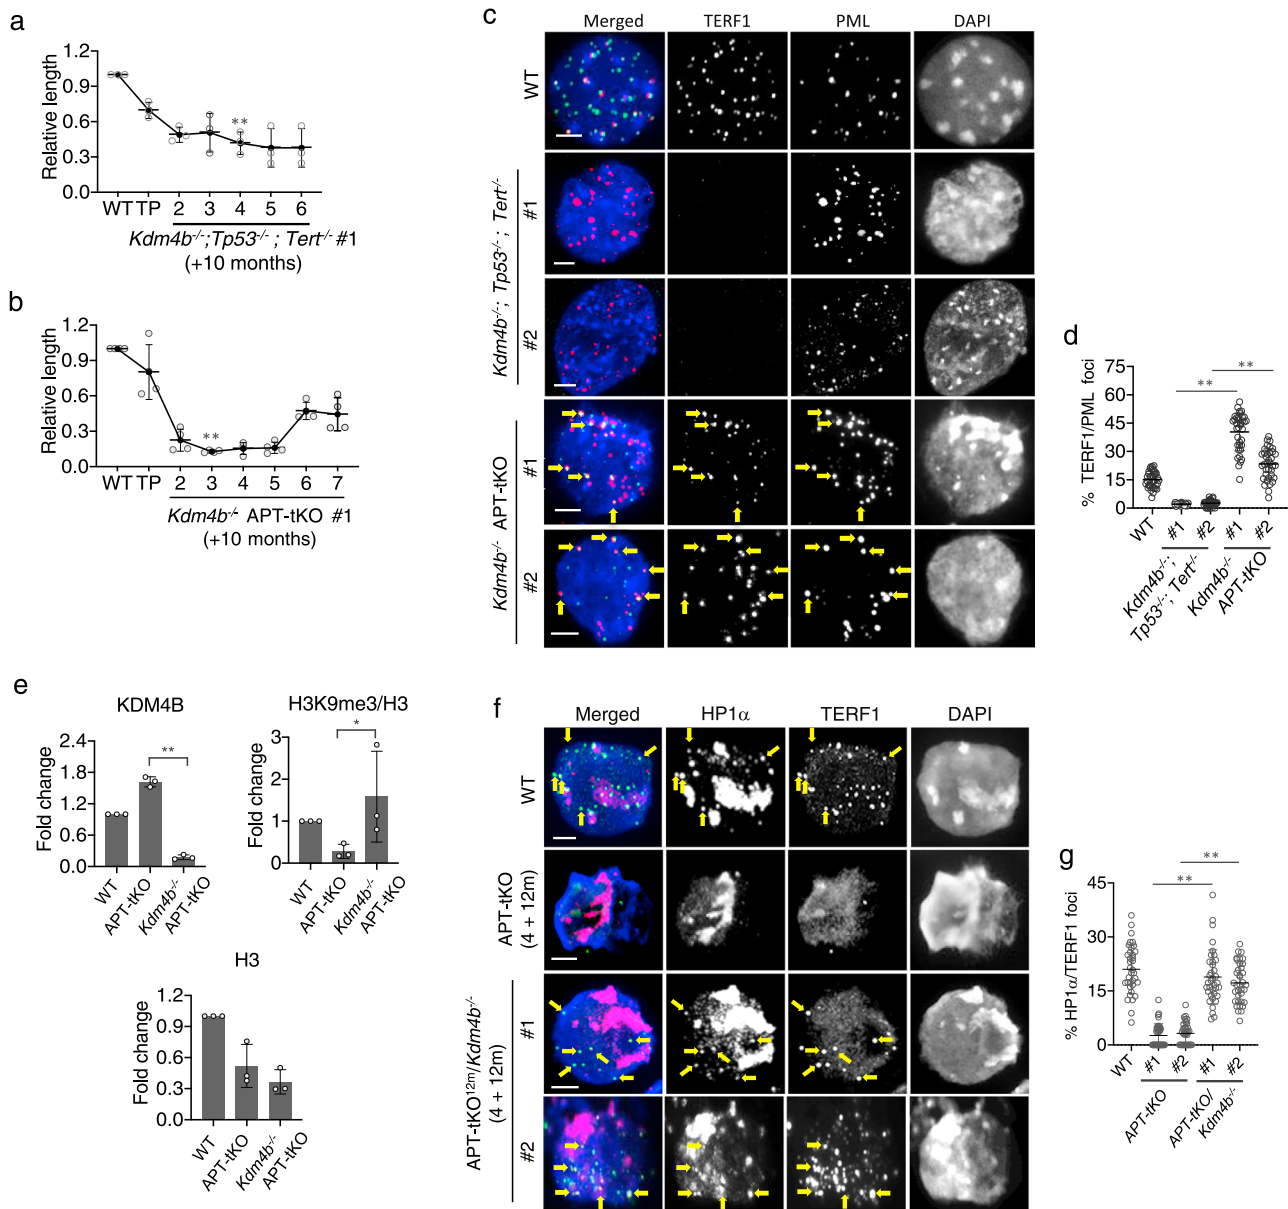 a
1.2
0.9
0.6
0.3
0.0
Relative length
**
WT TP 2 3 4 5 6
Kdm4b-/-;Tp53-/-; Tert-/- #1
(+10 months)
b
1.2
0.9
0.6
0.3
0.0
Relative length
**
WT TP 2 3 4 5 6 7
Kdm4b-/- APT-tKO #1
(+10 months)
c
Merged TERF1 PML DAPI
WT
Kdm4b-/-; Tp53-/-; Tert-/-
#1
#2
Kdm4b-/- APT-tKO
#1
#2
d
75
60
45
30
15
0
% TERF1/PML foci
**
**
WT #1 #2 #1 #2
Kdm4b-/-;
Tp53-/-; Tert-/-
Kdm4b-/-
APT-tKO
e
KDM4B
2.4
1.8
1.2
0.6
0.0
Fold change
**
WT
APT-tKO
Kdm4b-/-
APT-tKO
H3K9me3/H3
3
2
1
0
Fold change
*
WT
APT-tKO
Kdm4b-/-
APT-tKO
H3
1.2
0.9
0.6
0.3
0.0
Fold change
WT
APT-tKO
Kdm4b-/-
APT-tKO
f
Merged HP1α TERF1 DAPI
WT
APT-tKO
(4 + 12m)
APT-tKO12m/Kdm4b-/-
(4 + 12m)
#1
#2
g
45
30
15
0
% HP1α/TERF1 foci
**
**
WT #1 #2 #1 #2
APT-tKO
APT-tKO/
Kdm4b-/-